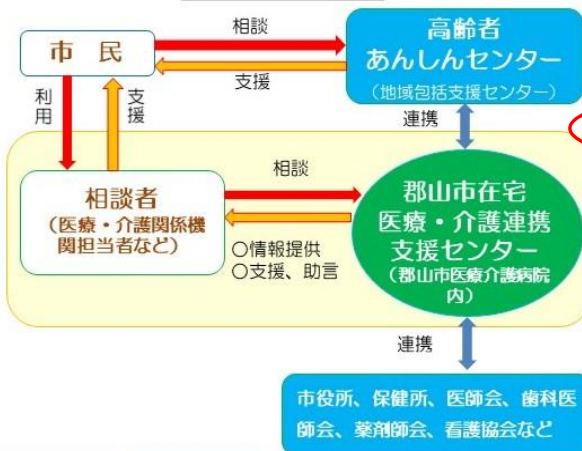 市　民
相談
支援
高齢者
あんしんセンター
（地域包括支援センター）
利用
支援
連携
相談者
（医療・介護関係機
関担当者など）
相談
○情報提供
○支援、助言
郡山市在宅
医療・介護連携
支援センター
（郡山市医療介護病院
内）
連携
市役所、保健所、医師会、歯科医
師会、薬剤師会、看護協会など